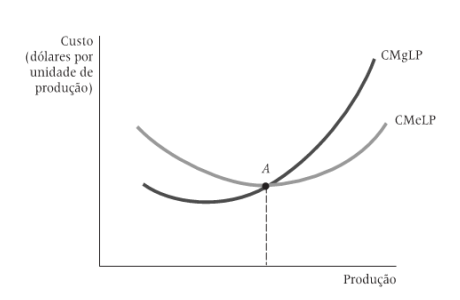 Custo
(dólares por
unidade de
produção)
CMgLP
CMeLP
A
Produção